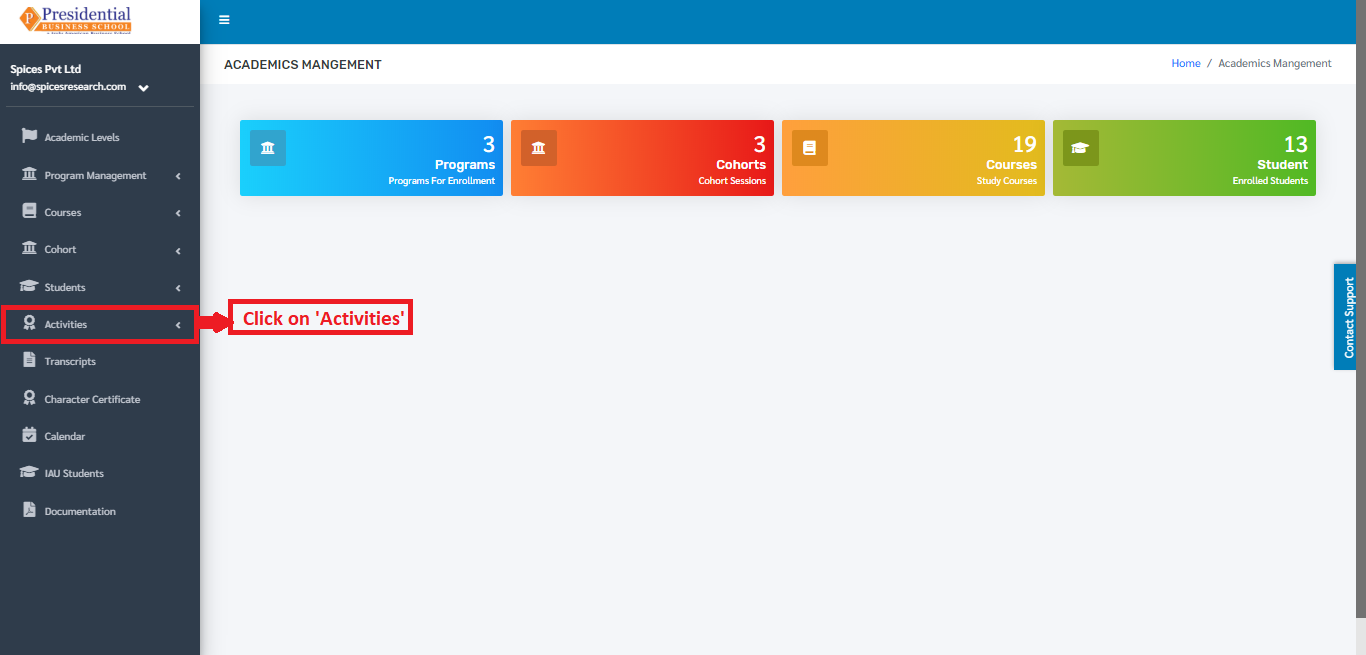 Presidential
BUSINESS SCHOOL
Spices Pvt Ltd
info@spicesresearch.com
Academic Levels
Program Management
Courses
Cohort
Students
Activities
Transcripts
Character Certificate
Calendar
IAU Students
Documentation
ACADEMICS MANGEMENT
Home / Academics Mangement
3
Programs
Programs For Enrollment
3
Cohorts
Cohort Sessions
19
Courses
Study Courses
13
Student
Enrolled Students
Click on 'Activities'
Contact Support